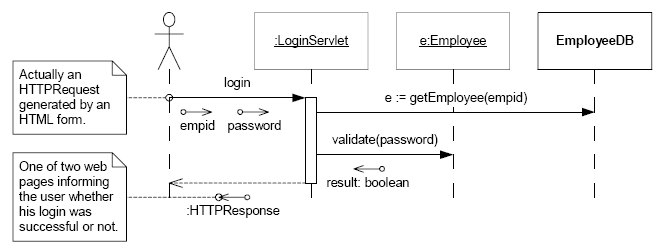 :LoginServlet
e:Employee
EmployeeDB
Actually an
HTTPRequest
generated by an
HTML form.
login
empid
password
e := getEmployee(empid)
validate(password)
result: boolean
One of two web
pages informing
the user whether
his login was
successful or not.
:HTTPResponse